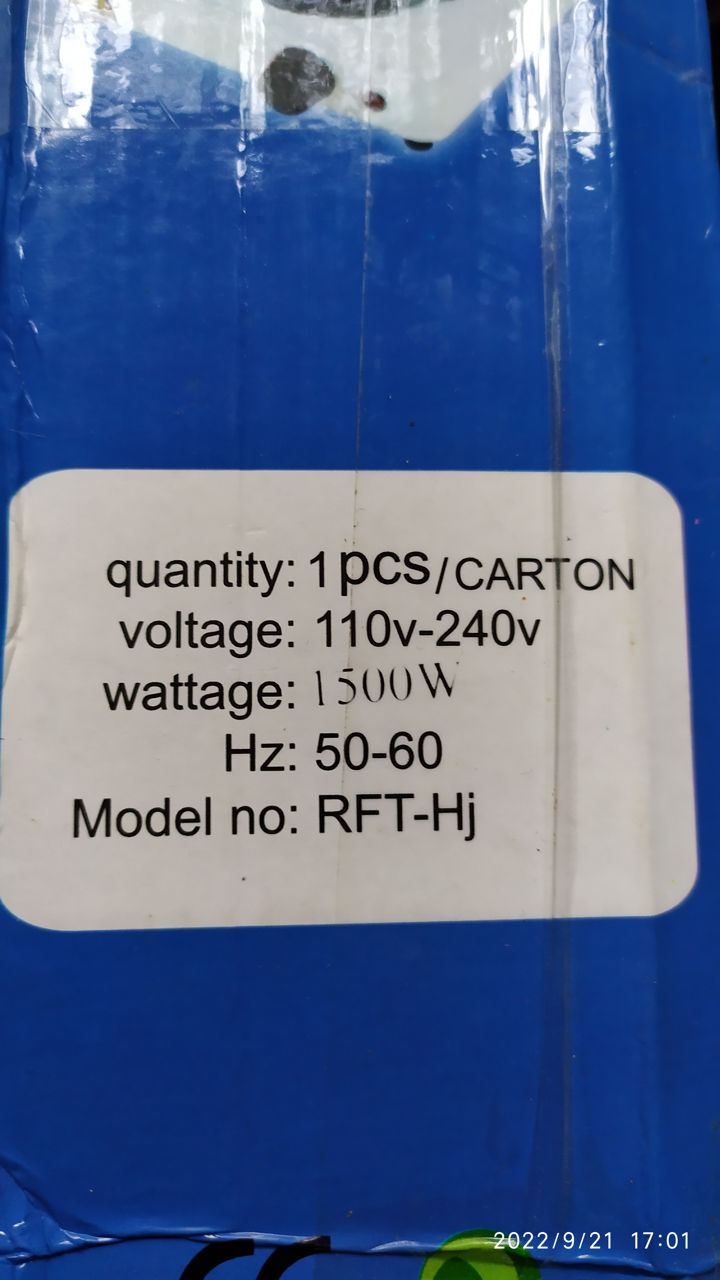 quantity: 1pcs/CARTON
voltage: 110v-240v
wattage: 1500W
Hz: 50-60
Model no: RFT-Hj
2022/9/21 17:01